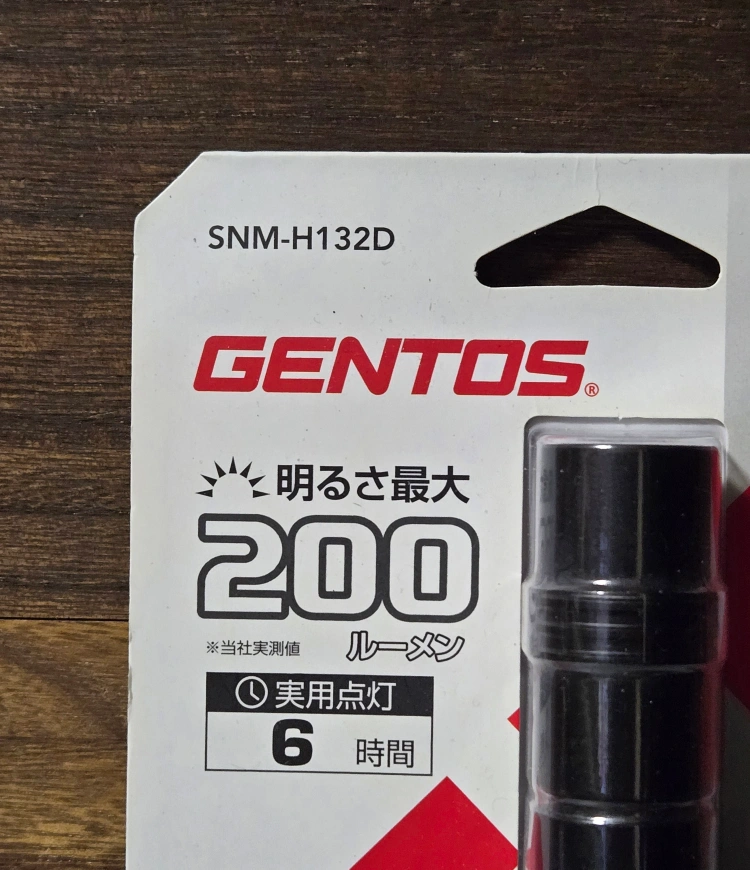 SNM-H132D
GENTOS®
明るさ最大
200
※当社実測値 ルーメン
実用点灯
6 時間